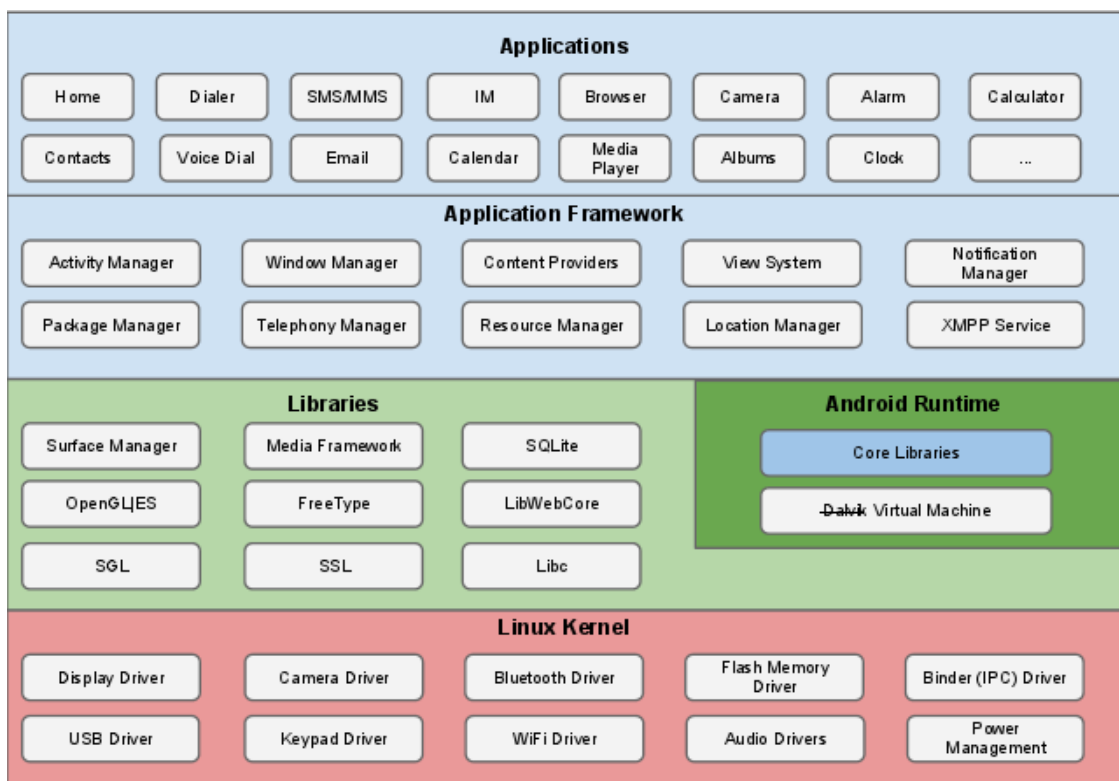 Applications
Home
Dialer
SMS/MMS
IM
Browser
Camera
Alarm
Calculator
Contacts
Voice Dial
Email
Calendar
Media
Player
Albums
Clock
...
Application Framework
Activity Manager
Window Manager
Content Providers
View System
Notification
Manager
Package Manager
Telephony Manager
Resource Manager
Location Manager
XMPP Service
Libraries
Surface Manager
Media Framework
SQLite
OpenGL|ES
FreeType
LibWebCore
SGL
SSL
Libc
Android Runtime
Core Libraries
Dalvik Virtual Machine
Linux Kernel
Display Driver
Camera Driver
Bluetooth Driver
Flash Memory
Driver
Binder (IPC) Driver
USB Driver
Keypad Driver
WiFi Driver
Audio Drivers
Power
Management